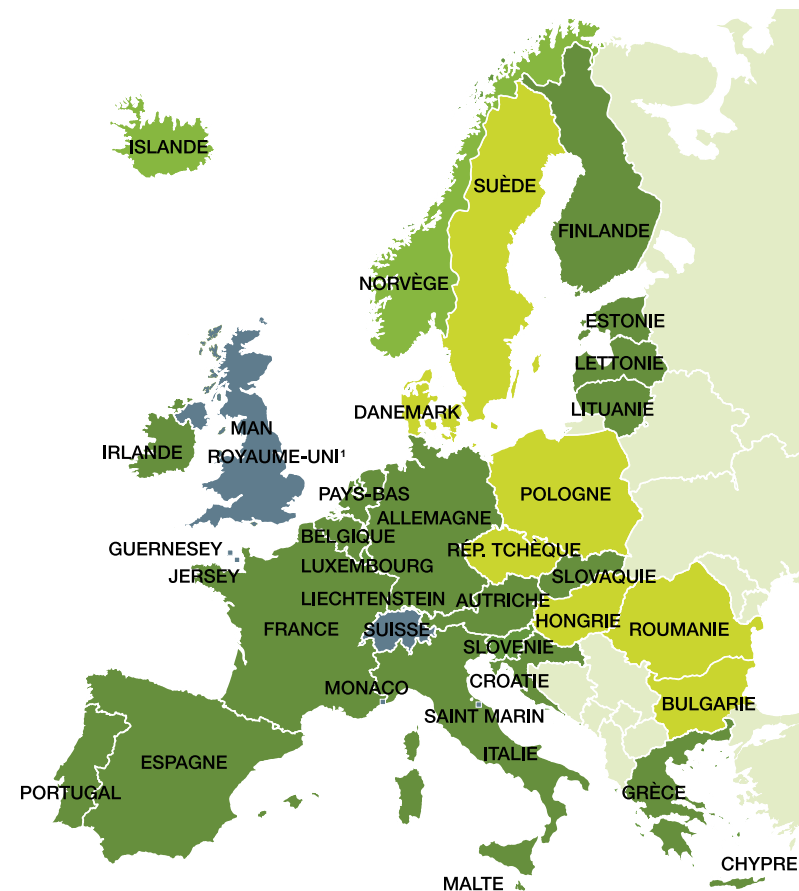 ISLANDE
SUÈDE
FINLANDE
NORVÈGE
ESTONIE
LETTONIE
LITUANIE
DANEMARK
MAN
IRLANDE
ROYAUME-UNI¹
PAYS-BAS
POLOGNE
ALLEMAGNE
BELGIQUE
GUERNESEY
RÉP. TCHÈQUE
LUXEMBOURG
JERSEY
SLOVAQUIE
LIECHTENSTEIN
AUTRICHE
HONGRIE
FRANCE
SUISSE
ROUMANIE
SLOVENIE
CROATIE
MONACO
BULGARIE
SAINT MARIN
ITALIE
ESPAGNE
PORTUGAL
GRÈCE
CHYPRE
MALTE